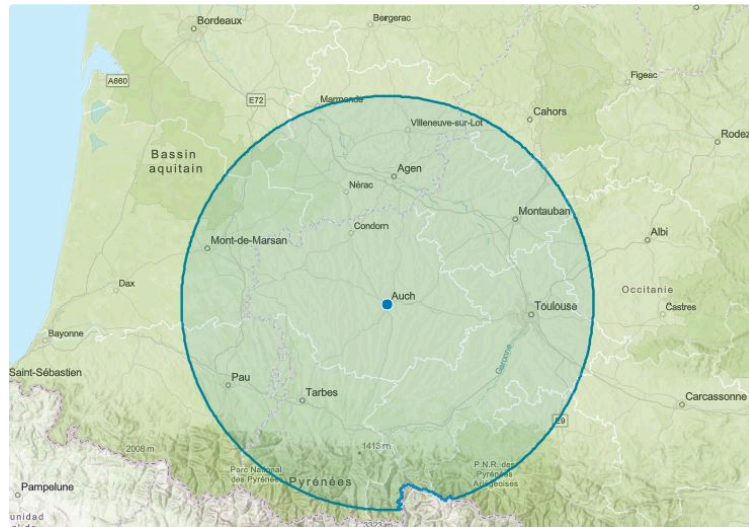 Bordeaux
Bergerac
A660
Figeac
E72
Marmande
Cahors
Villeneuve-sur-Lot
Rodez
Bassin
aquitain
Agen
Nérac
Montauban
Condom
Albi
Mont-de-Marsan
Dax
Auch
Occitanie
Toulouse
Castres
Bayonne
Garonne
Saint-Sébastien
Pau
Tarbes
Carcassonne
E9
2008 m
1413 m
Parc National
des Pyrénées
Pyrénées
P.N.R. des
Pyrénées
Ariégeoises
Pampelune
unidad
3323 m